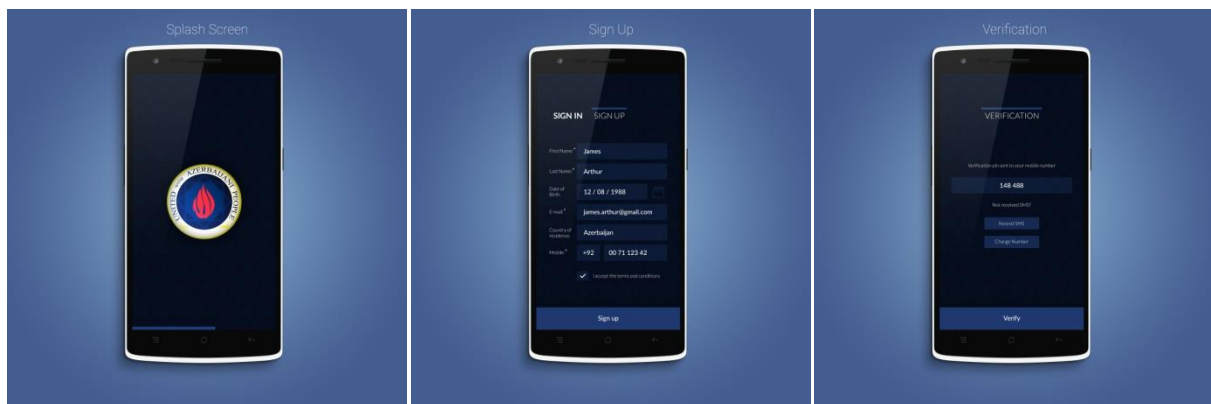 Splash Screen
UNITED WITH AZERBAIJANI PEOPLE
Sign Up
SIGN IN SIGN UP
First Name * James
Last Name * Arthur
Date of Birth 12 / 08 / 1988
E-mail * james.arthur@gmail.com
Country of residence Azerbaijan
Mobile * +92 00 71 123 42
I accept the terms and conditions
Sign up
Verification
VERIFICATION
Verification pin sent to your mobile number
148 488
Not received SMS?
Resend SMS
Change Number
Verify